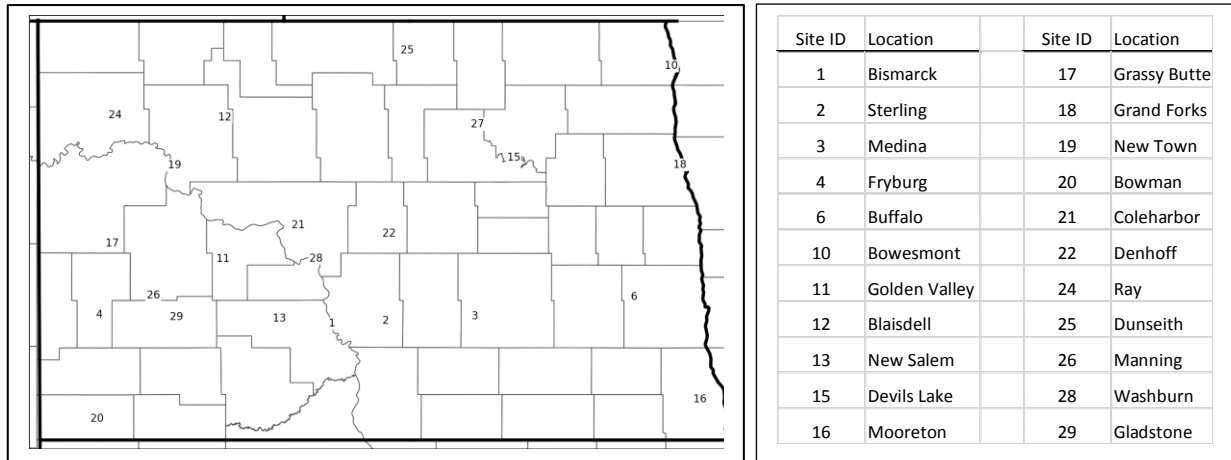 25
10
24
12
27
15
18
19
21
22
17
11
28
26
6
4
29
13
1
2
3
16
20
Site ID Location Site ID Location
1 Bismarck 17 Grassy Butte
2 Sterling 18 Grand Forks
3 Medina 19 New Town
4 Fryburg 20 Bowman
6 Buffalo 21 Coleharbor
10 Bowesmont 22 Denhoff
11 Golden Valley 24 Ray
12 Blaisdell 25 Dunseith
13 New Salem 26 Manning
15 Devils Lake 28 Washburn
16 Mooreton 29 Gladstone